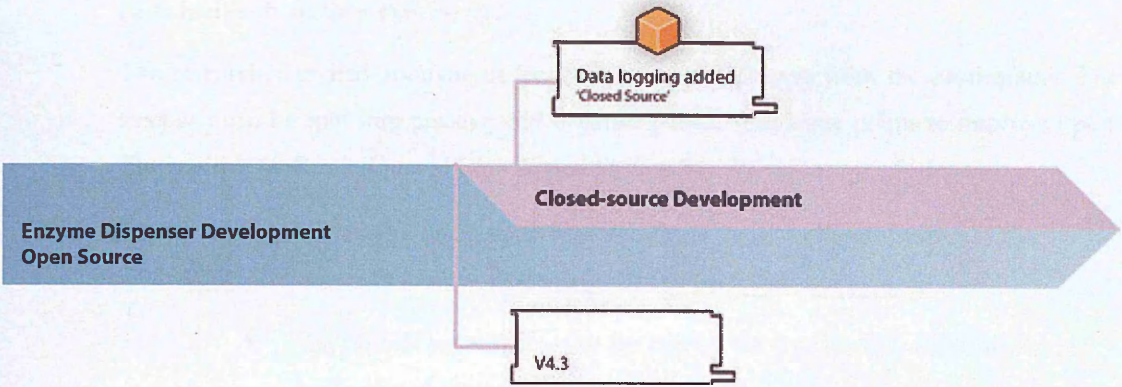 Data logging added
'Closed Source'
Closed-source Development
Enzyme Dispenser Development
Open Source
V4.3